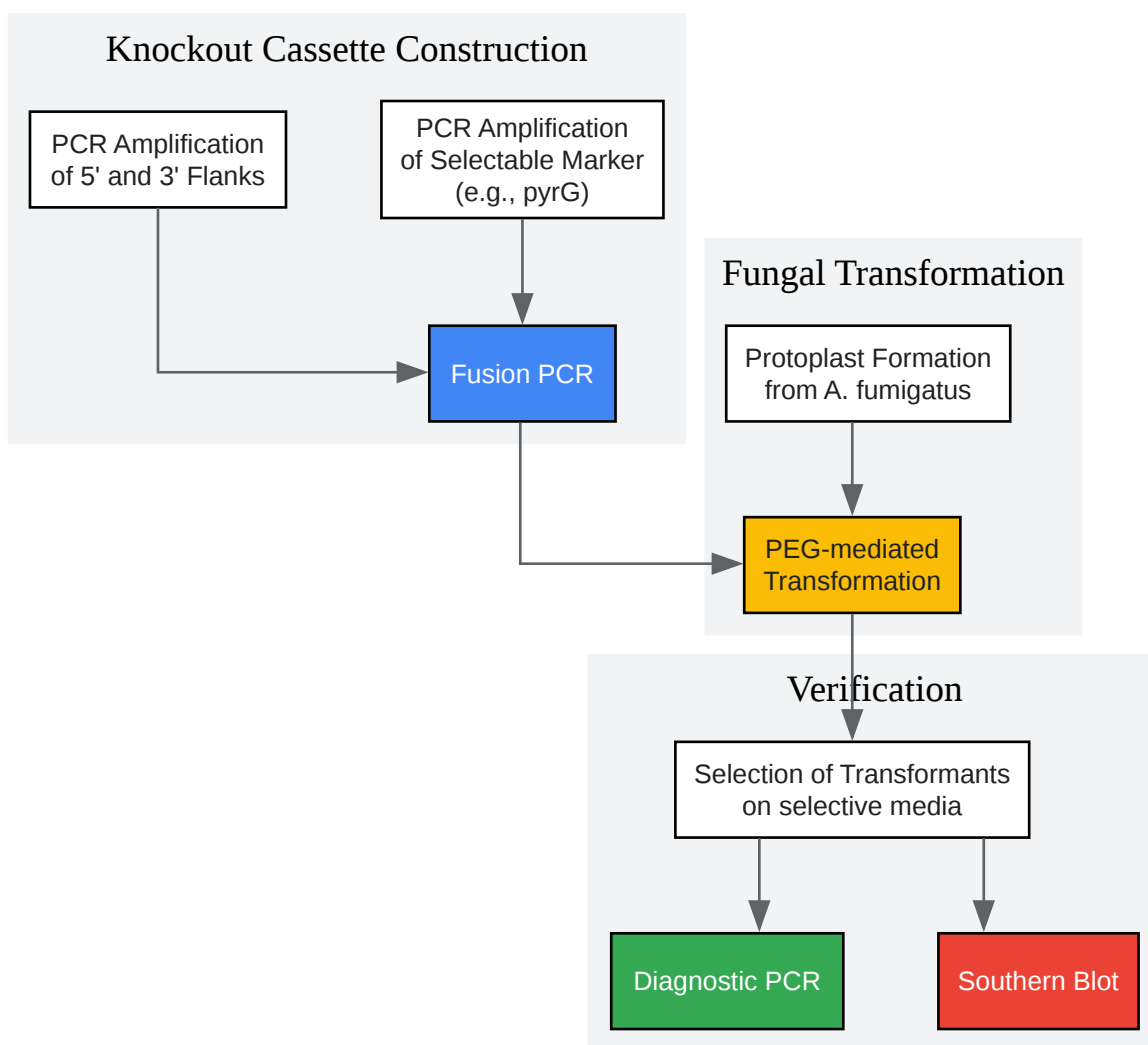 Knockout Cassette Construction
PCR Amplification
of 5' and 3' Flanks
PCR Amplification
of Selectable Marker
(e.g., pyrG)
Fusion PCR
Fungal Transformation
Protoplast Formation
from A. fumigatus
PEG-mediated
Transformation
Verification
Selection of Transformants
on selective media
Diagnostic PCR
Southern Blot